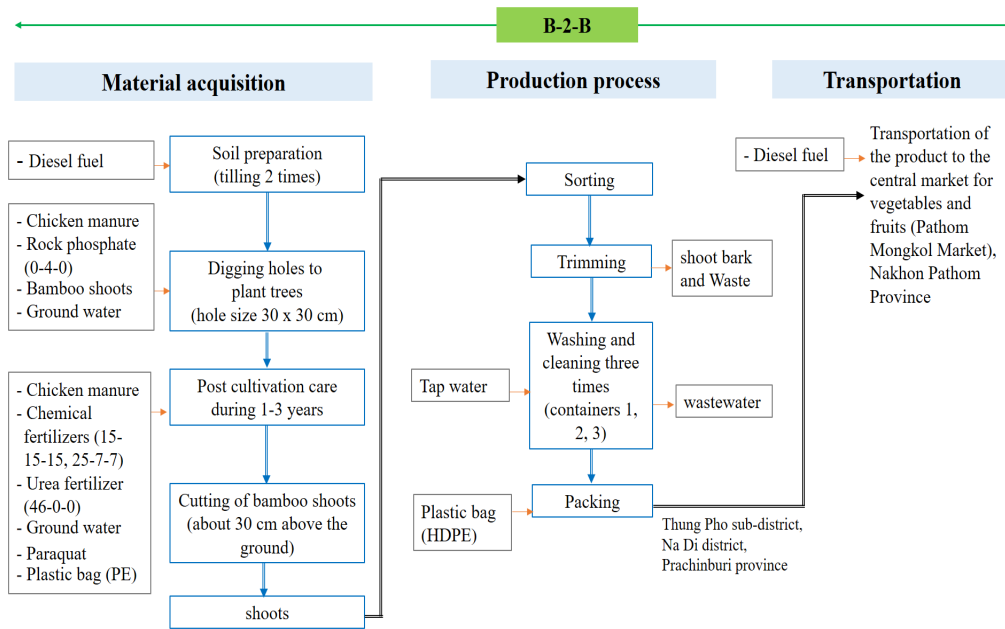 B-2-B
Material acquisition
Production process
Transportation
- Diesel fuel
Soil preparation
(tilling 2 times)
- Chicken manure
- Rock phosphate
(0-4-0)
- Bamboo shoots
- Ground water
Digging holes to
plant trees
(hole size 30 x 30 cm)
- Chicken manure
- Chemical
fertilizers (15-
15-15, 25-7-7)
- Urea fertilizer
(46-0-0)
- Ground water
- Paraquat
- Plastic bag (PE)
Post cultivation care
during 1-3 years
Cutting of bamboo shoots
(about 30 cm above the
ground)
shoots
Sorting
Trimming
shoot bark
and Waste
Tap water
Washing and
cleaning three
times
(containers 1,
2, 3)
wastewater
Plastic bag
(HDPE)
Packing
Thung Pho sub-district,
Na Di district,
Prachinburi province
- Diesel fuel
Transportation of
the product to the
central market for
vegetables and
fruits (Pathom
Mongkol Market),
Nakhon Pathom
Province